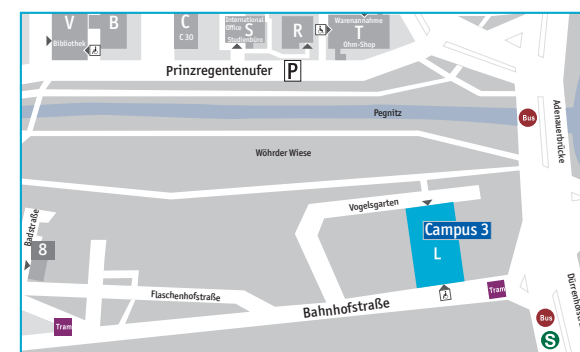 V
Bibliothek
B
C
C 30
International
Office
S
Studienbüro
R
Warenannahme
T
Ohm-Shop
Prinzregentenufer
P
Pegnitz
Bus
Adenauerbrücke
Wöhrder Wiese
Badstraße
8
Vogelsgarten
Campus 3
L
Flaschenhofstraße
Bahnhofstraße
Tram
Tram
Bus
S